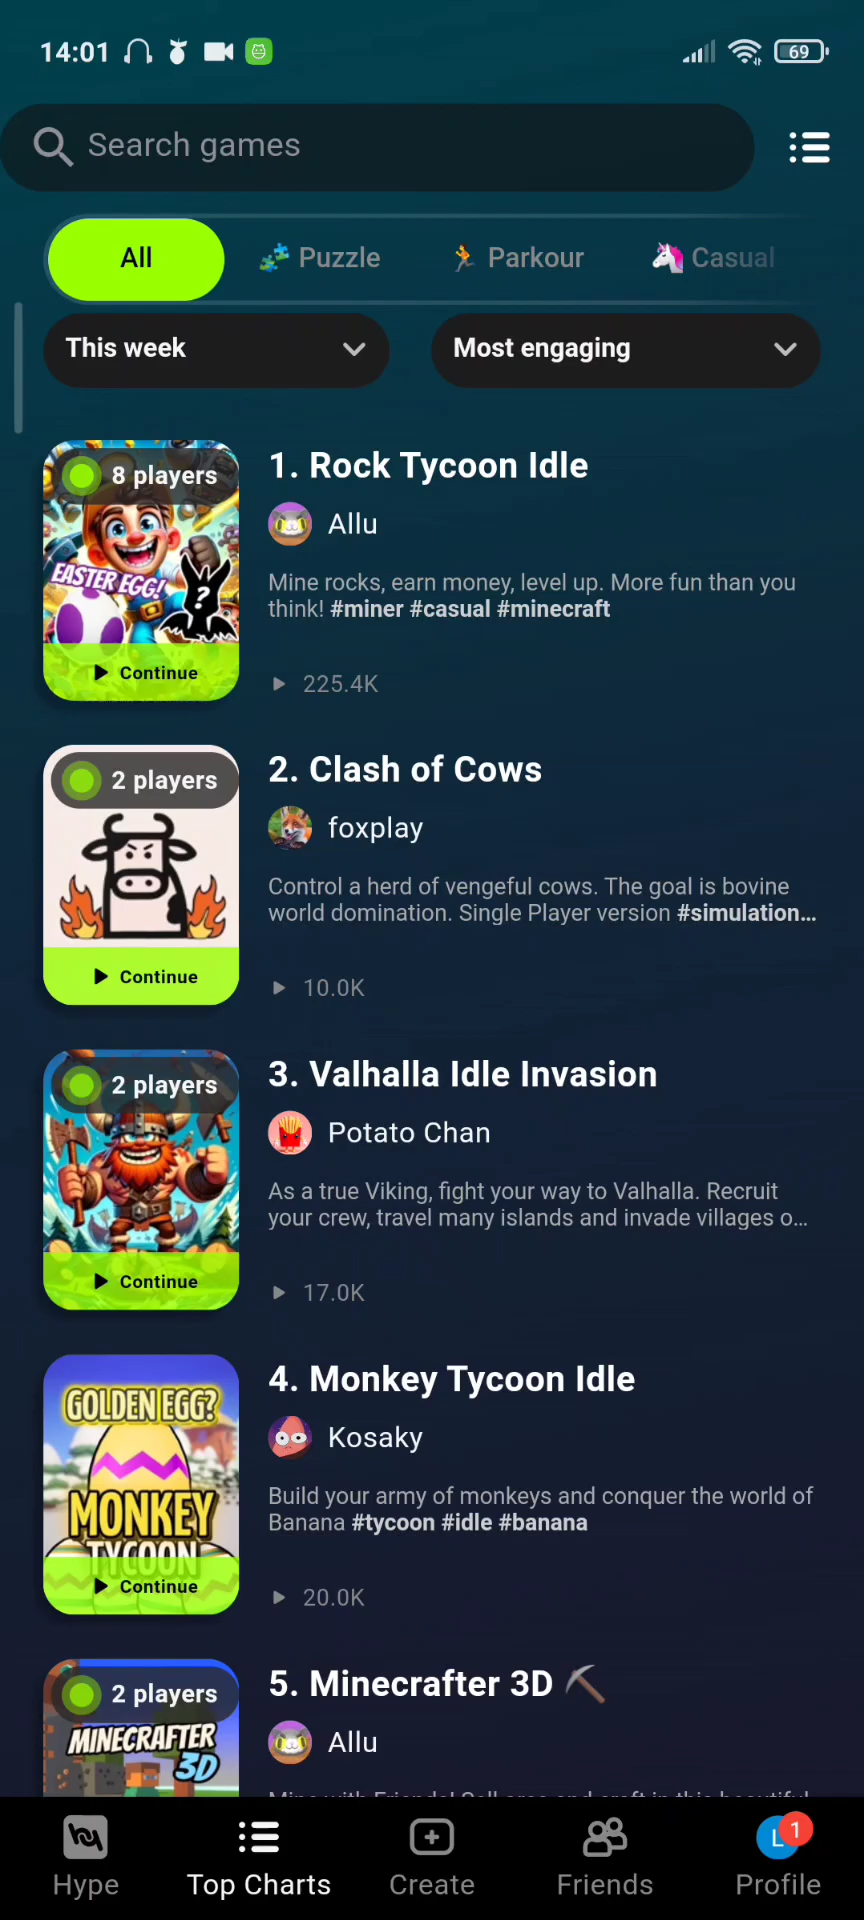 14:01
69
Search games
All
Puzzle
Parkour
Casual
This week
Most engaging
8 players
EASTER EGG!
?
Continue
1. Rock Tycoon Idle
Allu
Mine rocks, earn money, level up. More fun than you
think! #miner #casual #minecraft
225.4K
2 players
Continue
2. Clash of Cows
foxplay
Control a herd of vengeful cows. The goal is bovine
world domination. Single Player version #simulation...
10.0K
2 players
Continue
3. Valhalla Idle Invasion
Potato Chan
As a true Viking, fight your way to Valhalla. Recruit
your crew, travel many islands and invade villages o...
17.0K
GOLDEN EGG?
MONKEY
TYCOON
Continue
4. Monkey Tycoon Idle
Kosaky
Build your army of monkeys and conquer the world of
Banana #tycoon #idle #banana
20.0K
2 players
MINECRAFTER
3D
5. Minecrafter 3D
Allu
Hype
Top Charts
Create
Friends
L
1
Profile